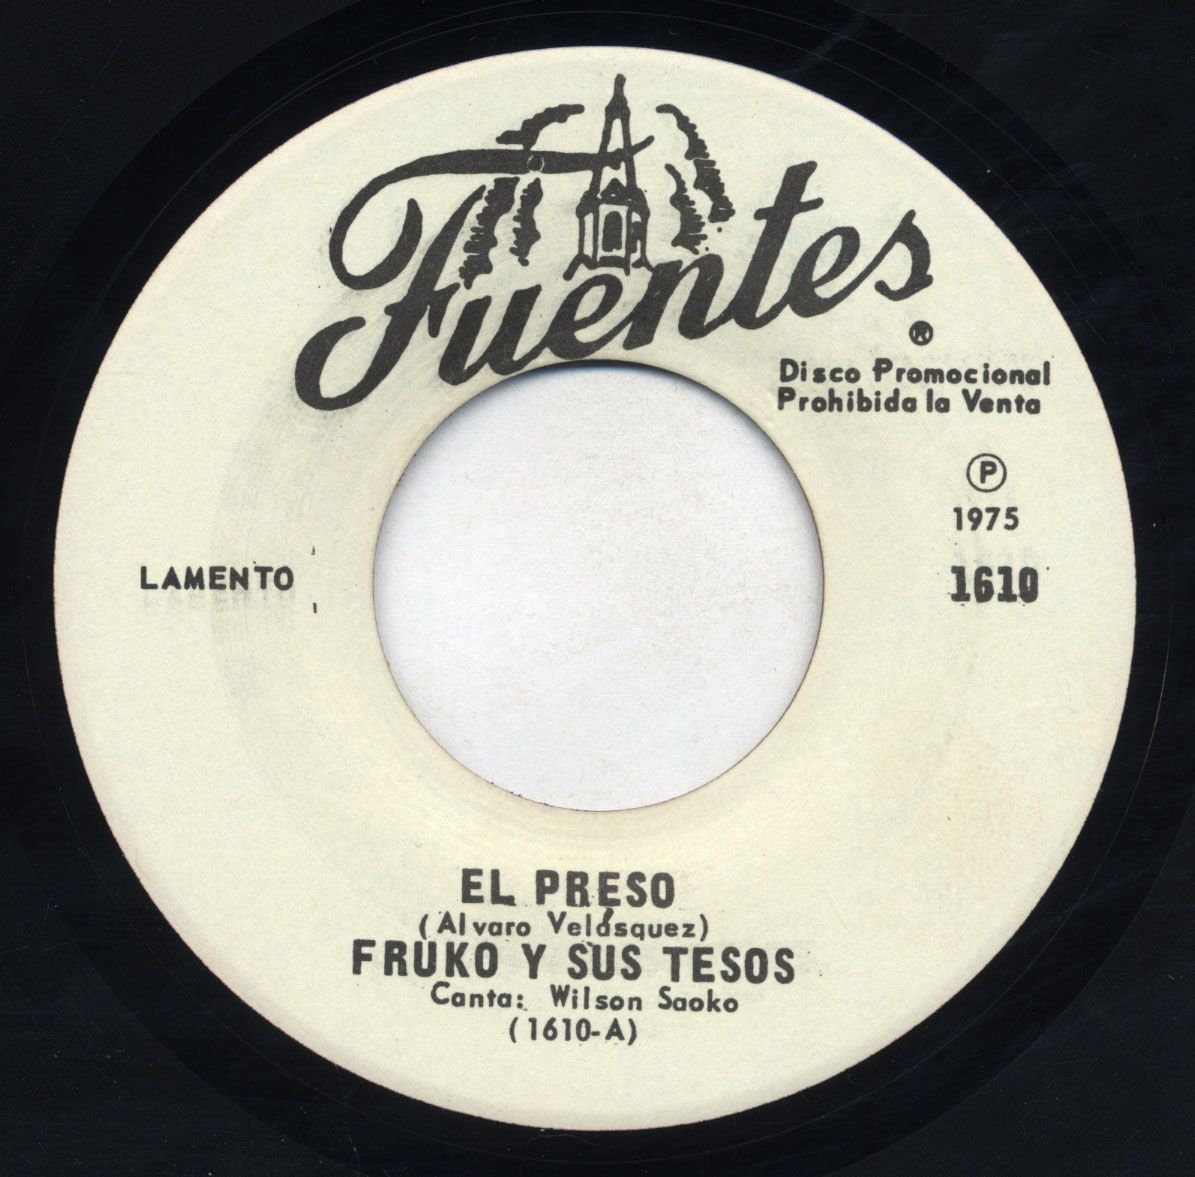 Fuentes
®
Disco Promocional
Prohibida la Venta
Ⓟ
1975
LAMENTO
1610
EL PRESO
(Alvaro Velásquez)
FRUKO Y SUS TESOS
Canta: Wilson Saoko
(1610-A)